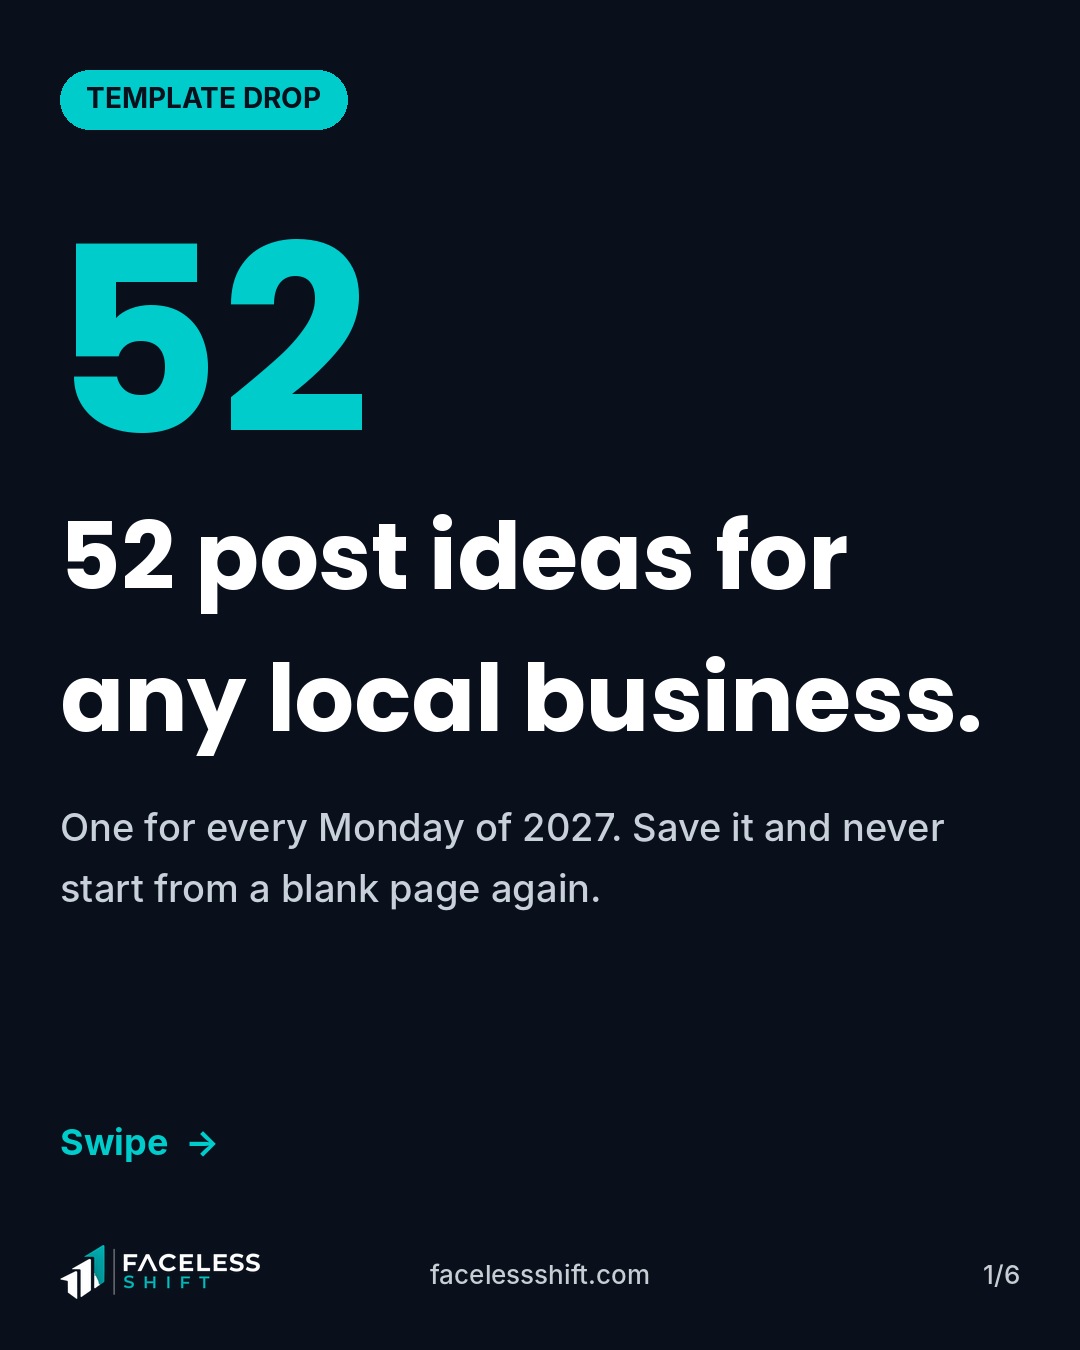 TEMPLATE DROP
52
52 post ideas for
any local business.
One for every Monday of 2027. Save it and never
start from a blank page again.
Swipe →
FACELESS
SHIFT
facelessshift.com
1/6